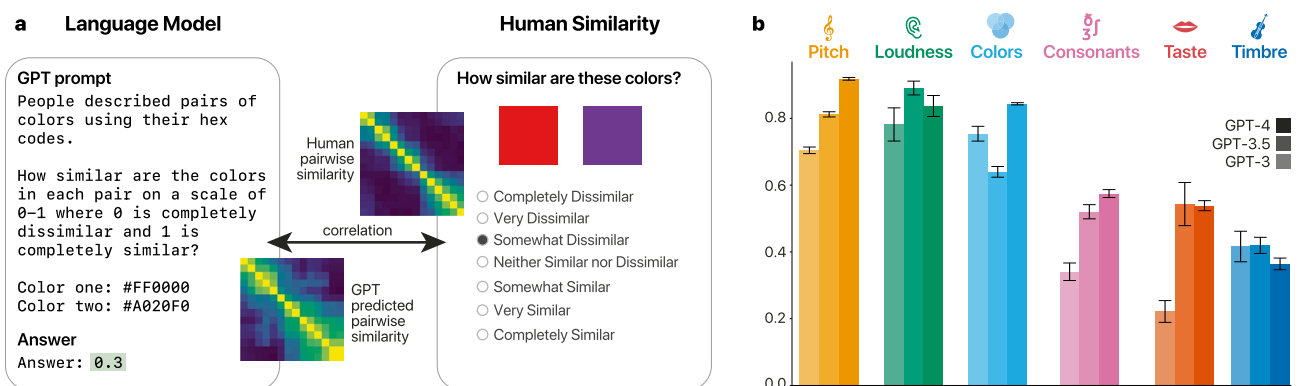 a
Language Model
Human Similarity
GPT prompt
People described pairs of
colors using their hex
codes.
How similar are the colors
in each pair on a scale of
0–1 where 0 is completely
dissimilar and 1 is
completely similar?
Color one: #FF0000
Color two: #A020F0
Answer
Answer: 0.3
Human
pairwise
similarity
correlation
GPT
predicted
pairwise
similarity
How similar are these colors?
Completely Dissimilar
Very Dissimilar
Somewhat Dissimilar
Neither Similar nor Dissimilar
Somewhat Similar
Very Similar
Completely Similar
b
Pitch
Loudness
Colors
Consonants
Taste
Timbre
0.8
0.6
0.4
0.2
0.0
GPT-4
GPT-3.5
GPT-3